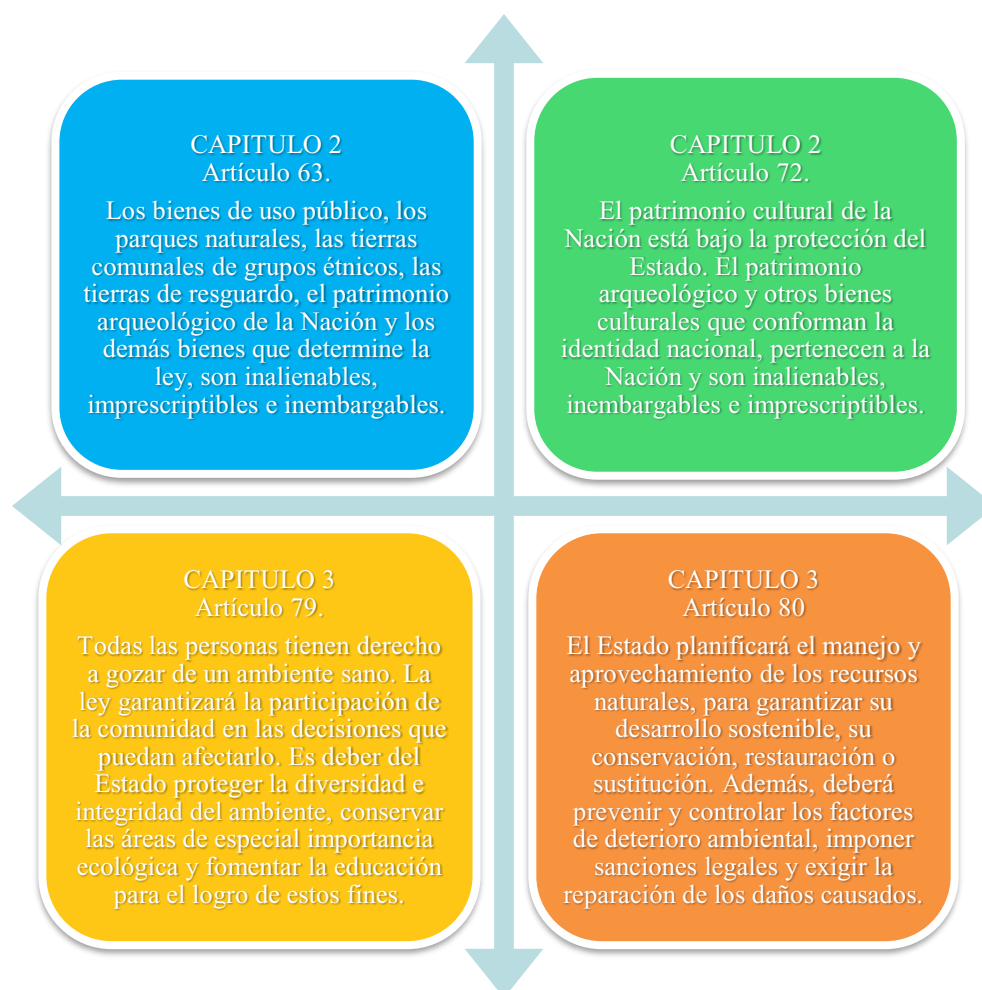 CAPITULO 2
Artículo 63.
Los bienes de uso público, los
parques naturales, las tierras
comunales de grupos étnicos, las
tierras de resguardo, el patrimonio
arqueológico de la Nación y los
demás bienes que determine la
ley, son inalienables,
imprescriptibles e inembargables.
CAPITULO 2
Artículo 72.
El patrimonio cultural de la
Nación está bajo la protección del
Estado. El patrimonio
arqueológico y otros bienes
culturales que conforman la
identidad nacional, pertenecen a la
Nación y son inalienables,
inembargables e imprescriptibles.
CAPITULO 3
Artículo 79.
Todas las personas tienen derecho
a gozar de un ambiente sano. La
ley garantizará la participación de
la comunidad en las decisiones que
puedan afectarlo. Es deber del
Estado proteger la diversidad e
integridad del ambiente, conservar
las áreas de especial importancia
ecológica y fomentar la educación
para el logro de estos fines.
CAPITULO 3
Artículo 80
El Estado planificará el manejo y
aprovechamiento de los recursos
naturales, para garantizar su
desarrollo sostenible, su
conservación, restauración o
sustitución. Además, deberá
prevenir y controlar los factores
de deterioro ambiental, imponer
sanciones legales y exigir la
reparación de los daños causados.